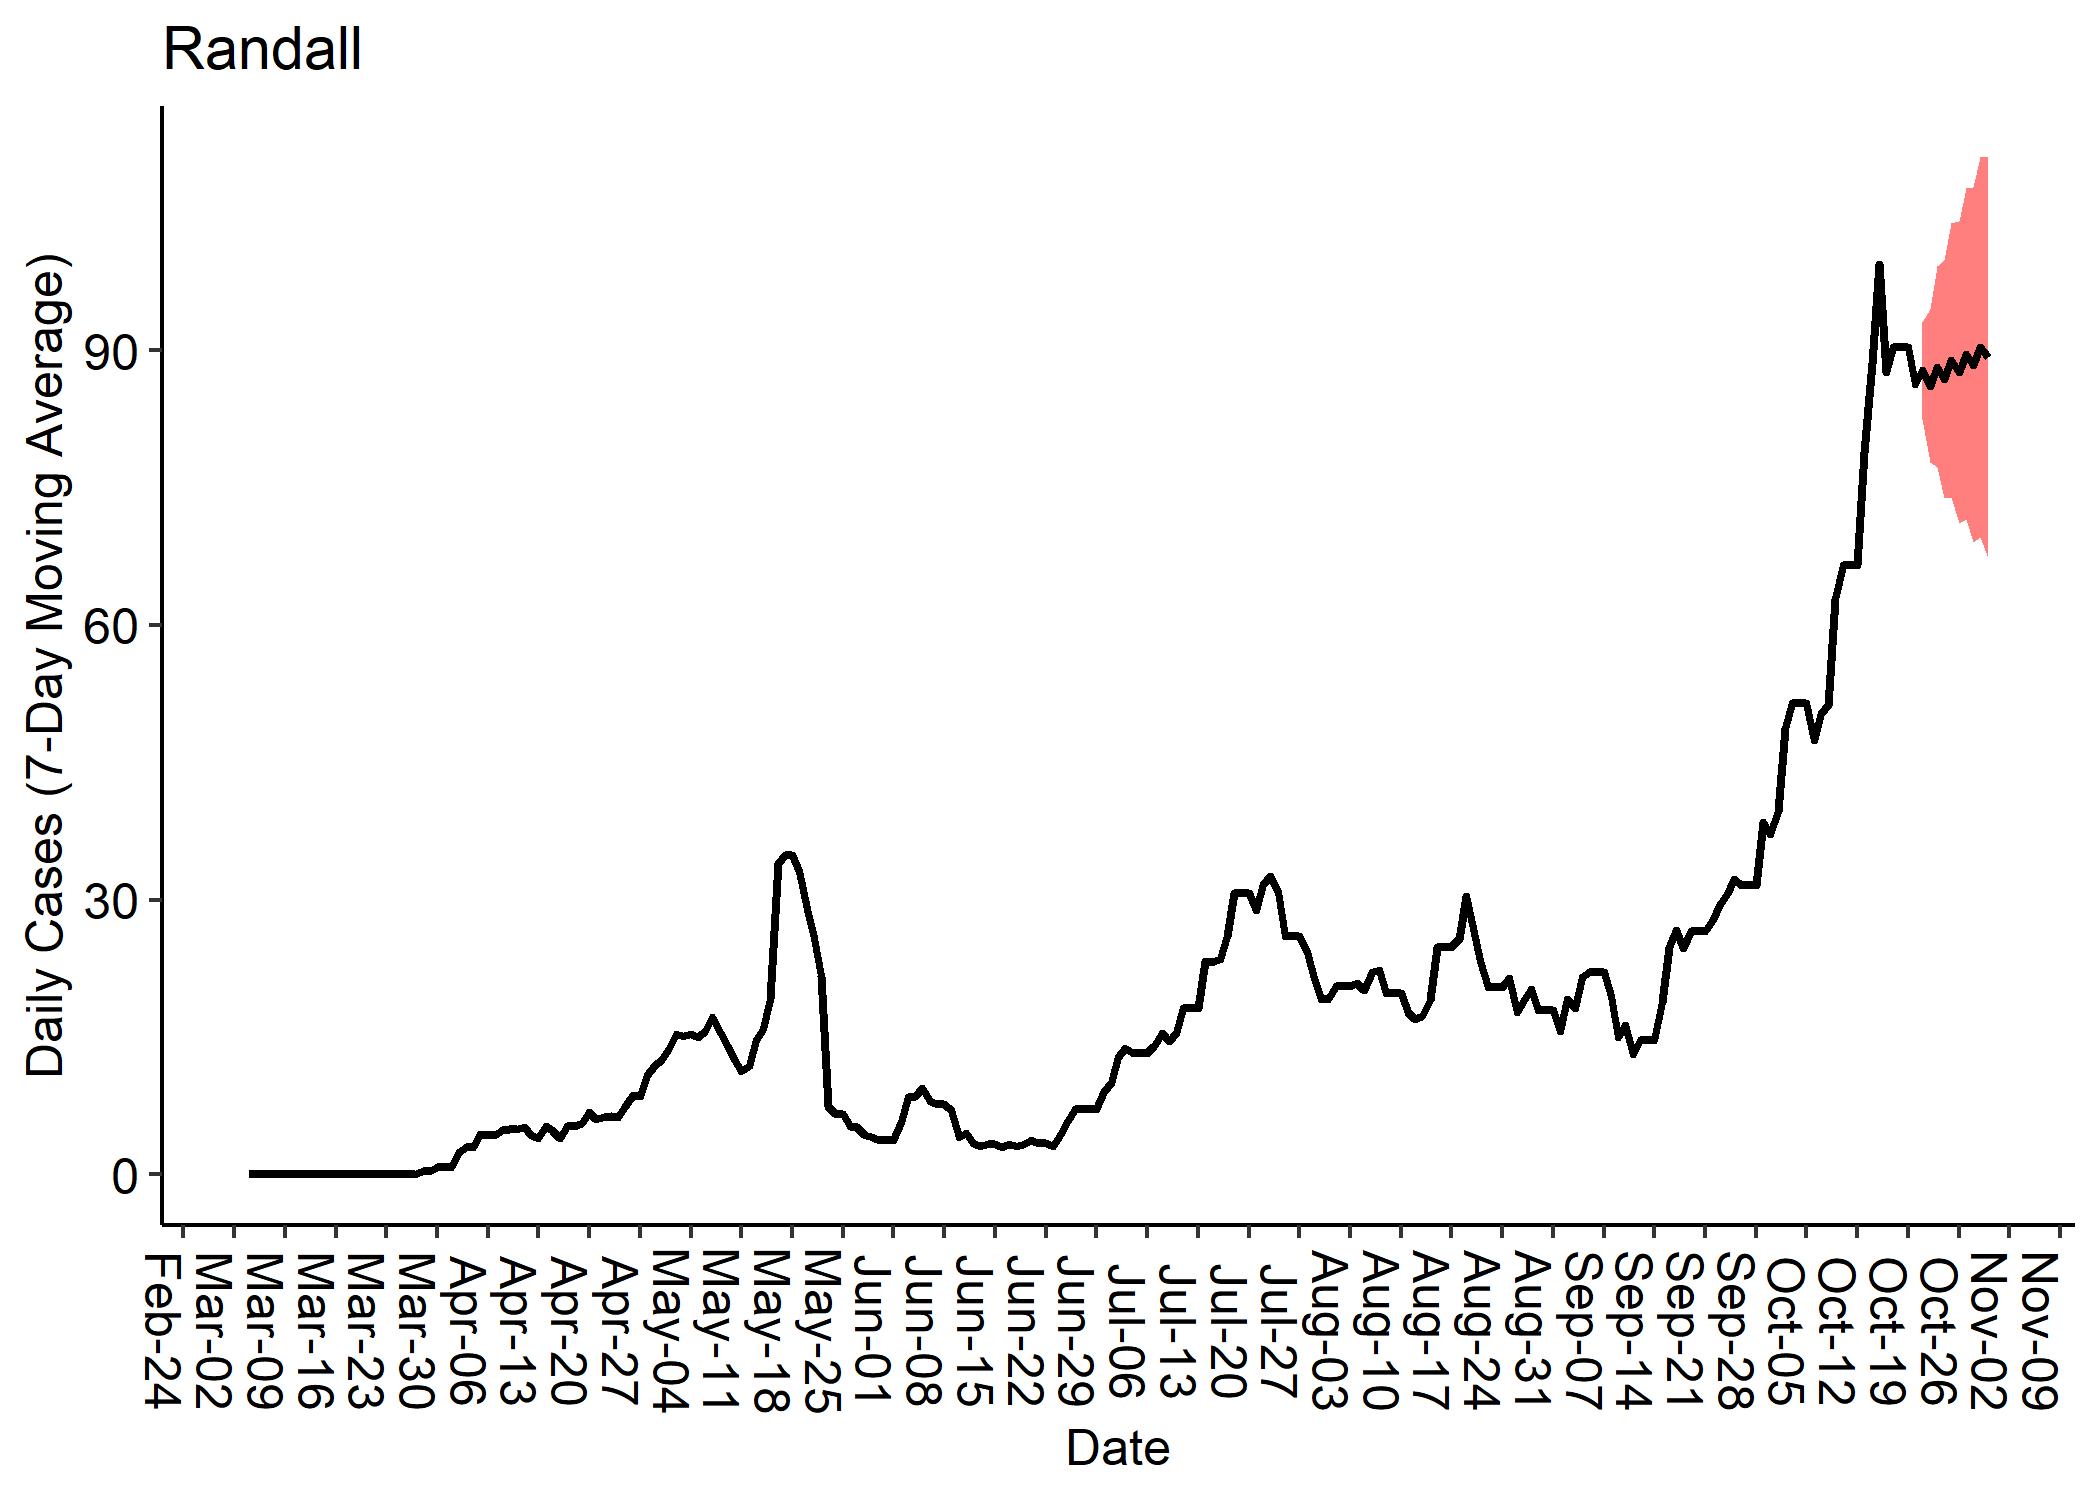 Randall
Daily Cases (7-Day Moving Average)
90
60
30
0
Feb-24
Mar-02
Mar-09
Mar-16
Mar-23
Mar-30
Apr-06
Apr-13
Apr-20
Apr-27
May-04
May-11
May-18
May-25
Jun-01
Jun-08
Jun-15
Jun-22
Jun-29
Jul-06
Jul-13
Jul-20
Jul-27
Aug-03
Aug-10
Aug-17
Aug-24
Aug-31
Sep-07
Sep-14
Sep-21
Sep-28
Oct-05
Oct-12
Oct-19
Oct-26
Nov-02
Nov-09
Date